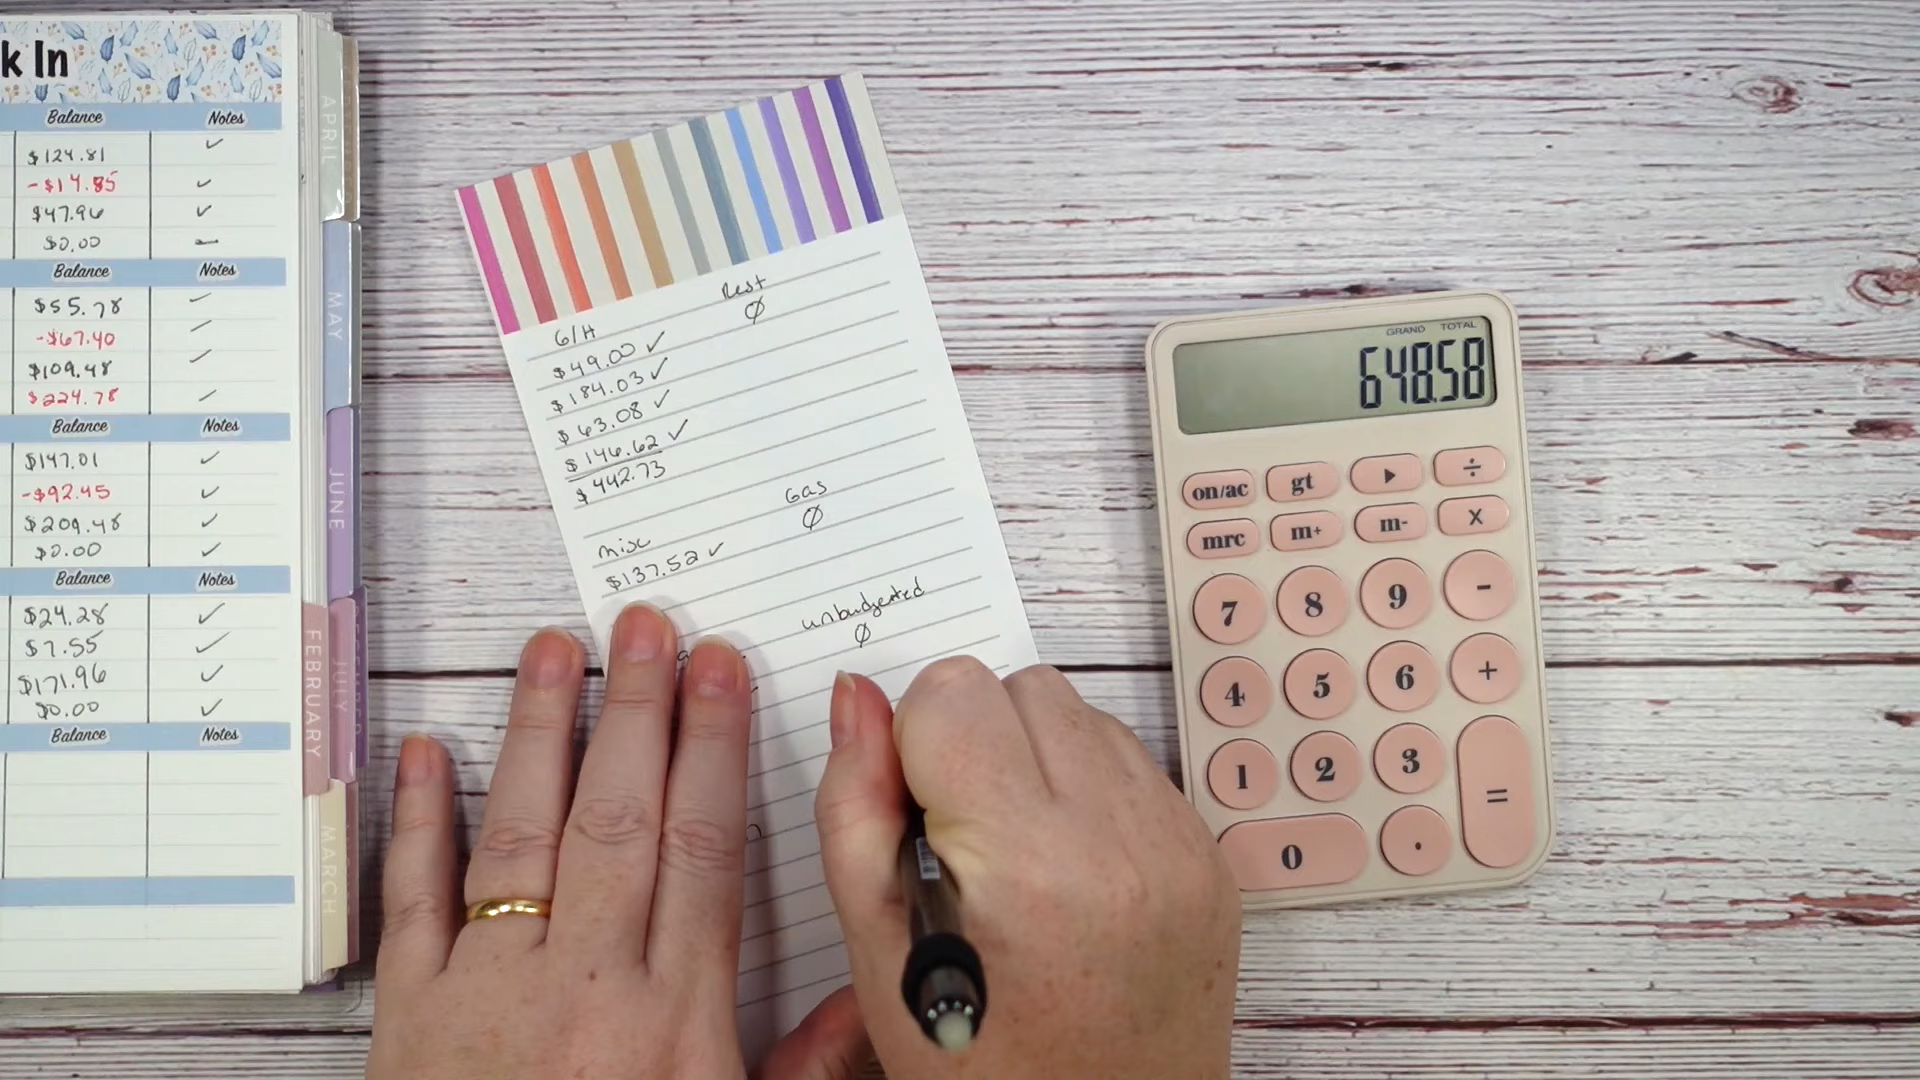 k In
Balance Notes
$124.81 ✓
-$14.85 ✓
$47.96 ✓
$0.00
Balance Notes
$55.78
-$67.40
$109.48
$224.78 ✓
Balance Notes
$147.01 ✓
-$92.45 ✓
$209.48 ✓
$0.00 ✓
Balance Notes
$24.28 ✓
$7.55 ✓
$171.96 ✓
$0.00 ✓
Balance Notes
APRIL
MAY
JUNE
JULY
FEBRUARY
MARCH
G/H
$49.00 ✓
$184.03 ✓
$63.08 ✓
$146.62 ✓
$442.73
misc
$137.52 ✓
Rest
Ø
Gas
Ø
unbudgeted
Ø
GRAND TOTAL
648.58
on/ac gt ▶ ÷
mrc m+ m- X
7 8 9 -
4 5 6 +
1 2 3 =
0 .